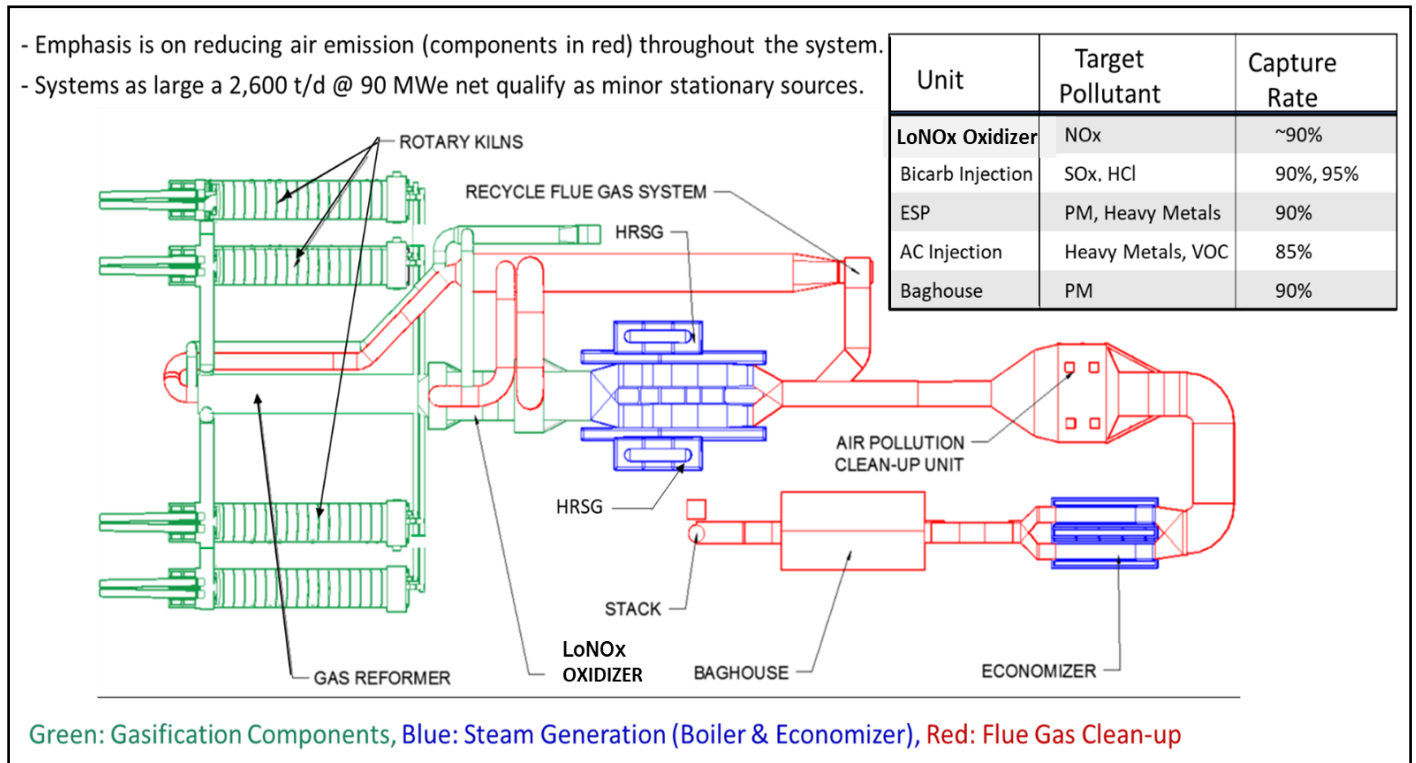 - Emphasis is on reducing air emission (components in red) throughout the system.
- Systems as large a 2,600 t/d @ 90 MWe net qualify as minor stationary sources.
Unit Target Pollutant Capture Rate
LoNOx Oxidizer NOx ~90%
Bicarb Injection SOx, HCl 90%, 95%
ESP PM, Heavy Metals 90%
AC Injection Heavy Metals, VOC 85%
Baghouse PM 90%
ROTARY KILNS
RECYCLE FLUE GAS SYSTEM
HRSG
AIR POLLUTION
CLEAN-UP UNIT
HRSG
STACK
LoNOx
OXIDIZER
GAS REFORMER
BAGHOUSE
ECONOMIZER
Green: Gasification Components, Blue: Steam Generation (Boiler & Economizer), Red: Flue Gas Clean-up